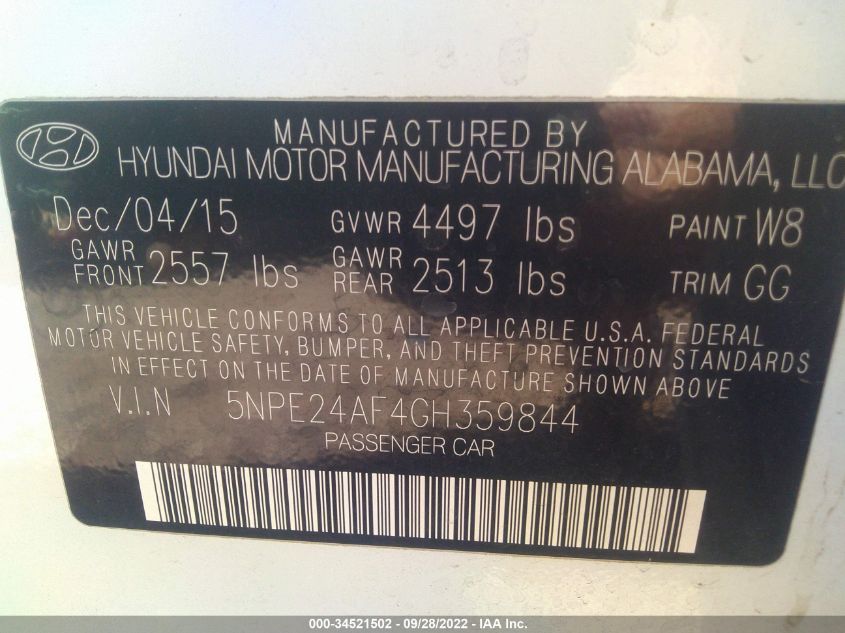 MANUFACTURED BY
HYUNDAI MOTOR MANUFACTURING ALABAMA, LLC
Dec/04/15 GVWR 4497 lbs PAINT W8
GAWR FRONT 2557 lbs GAWR REAR 2513 lbs TRIM GG
THIS VEHICLE CONFORMS TO ALL APPLICABLE U.S.A. FEDERAL
MOTOR VEHICLE SAFETY, BUMPER, AND THEFT PREVENTION STANDARDS
IN EFFECT ON THE DATE OF MANUFACTURE SHOWN ABOVE
V.I.N 5NPE24AF4GH359844
PASSENGER CAR
000-34521502 - 09/28/2022 - IAA Inc.